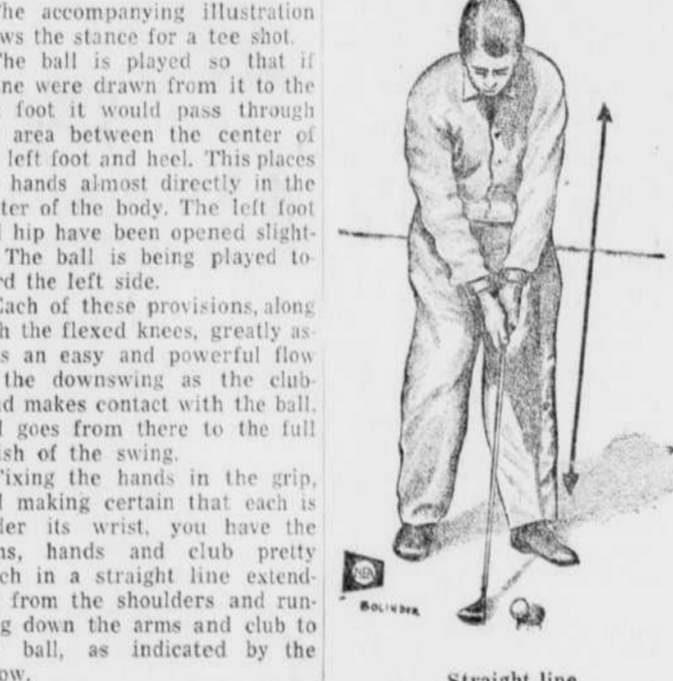 he accompanying illustration
ws the stance for a tee shot.
he ball is played so that if
ne were drawn from it to the
foot it would pass through
area between the center of
left foot and heel. This places
hands almost directly in the
ter of the body. The left foot
hip have been opened slight-
The ball is being played to-
rd the left side.
Each of these provisions, along
h the flexed knees, greatly as-
s an easy and powerful flow
the downswing as the club-
d makes contact with the ball.
goes from there to the full
ish of the swing.
Fixing the hands in the grip,
making certain that each is
der its wrist, you have the
ns, hands and club pretty
ch in a straight line extend-
from the shoulders and run-
g down the arms and club to
ball, as indicated by the
ow.
NEA
BOLINDER
Straight line